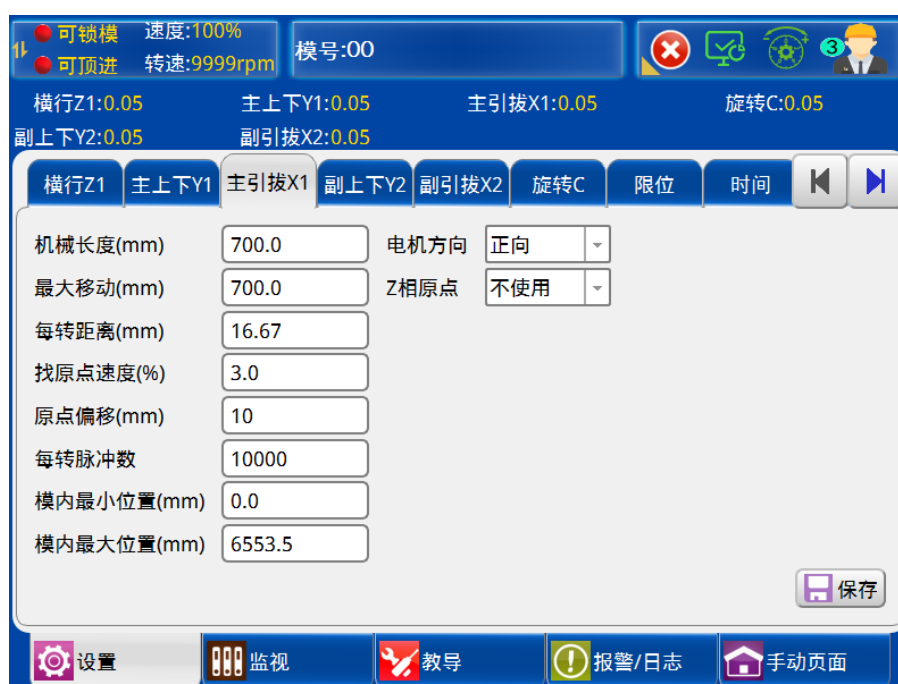 可锁模 速度:100%
可顶进 转速:9999rpm
模号:00
3
横行Z1:0.05 主上下Y1:0.05 主引拔X1:0.05 旋转C:0.05
副上下Y2:0.05 副引拔X2:0.05
横行Z1 主上下Y1 主引拔X1 副上下Y2 副引拔X2 旋转C 限位 时间
机械长度(mm) 700.0 电机方向 正向
最大移动(mm) 700.0 Z相原点 不使用
每转距离(mm) 16.67
找原点速度(%) 3.0
原点偏移(mm) 10
每转脉冲数 10000
模内最小位置(mm) 0.0
模内最大位置(mm) 6553.5
保存
设置 监视 教导 报警/日志 手动页面